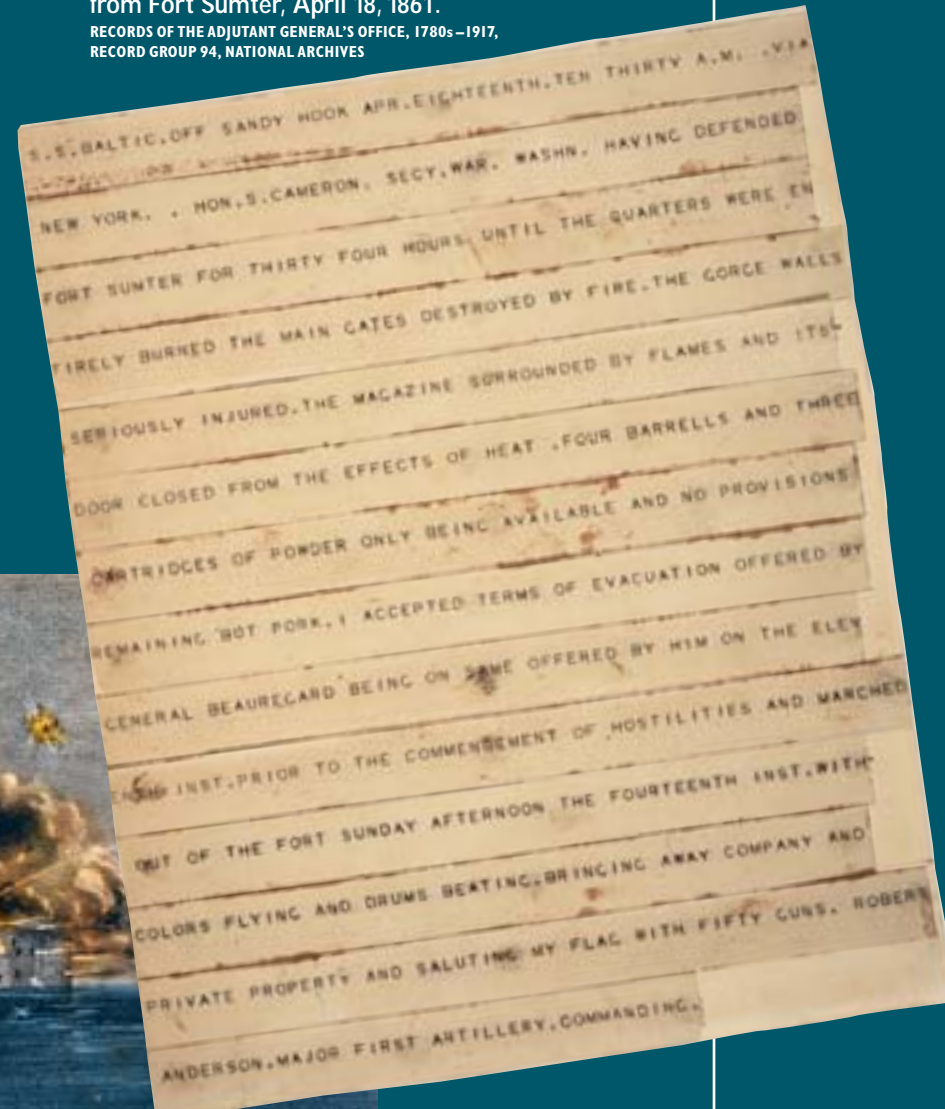 from Fort Sumter, April 18, 1861.
RECORDS OF THE ADJUTANT GENERAL'S OFFICE, 1780s–1917,
RECORD GROUP 94, NATIONAL ARCHIVES
S.S.BALTIC.OFF SANDY HOOK APR.EIGHTEENTH.TEN THIRTY A.M. .VIA
NEW YORK. . HON.S.CAMERON. SECY.WAR. WASHN. HAVING DEFENDED
FORT SUMTER FOR THIRTY FOUR HOURS UNTIL THE QUARTERS WERE EN
TIRELY BURNED THE MAIN GATES DESTROYED BY FIRE.THE GORGE WALLS
SERIOUSLY INJURED.THE MAGAZINE SURROUNDED BY FLAMES AND ITS
DOOR CLOSED FROM THE EFFECTS OF HEAT .FOUR BARRELLS AND THREE
CARTRIDGES OF POWDER ONLY BEING AVAILABLE AND NO PROVISIONS
REMAINING BUT PORK.I ACCEPTED TERMS OF EVACUATION OFFERED BY
GENERAL BEAUREGARD BEING ON SAME OFFERED BY HIM ON THE ELEV
ENTH INST.PRIOR TO THE COMMENSEMENT OF HOSTILITIES AND MARCHED
OUT OF THE FORT SUNDAY AFTERNOON THE FOURTEENTH INST.WITH
COLORS FLYING AND DRUMS BEATING.BRINGING AWAY COMPANY AND
PRIVATE PROPERTY AND SALUTING MY FLAG WITH FIFTY GUNS. ROBERT
ANDERSON.MAJOR FIRST ARTILLERY.COMMANDING.